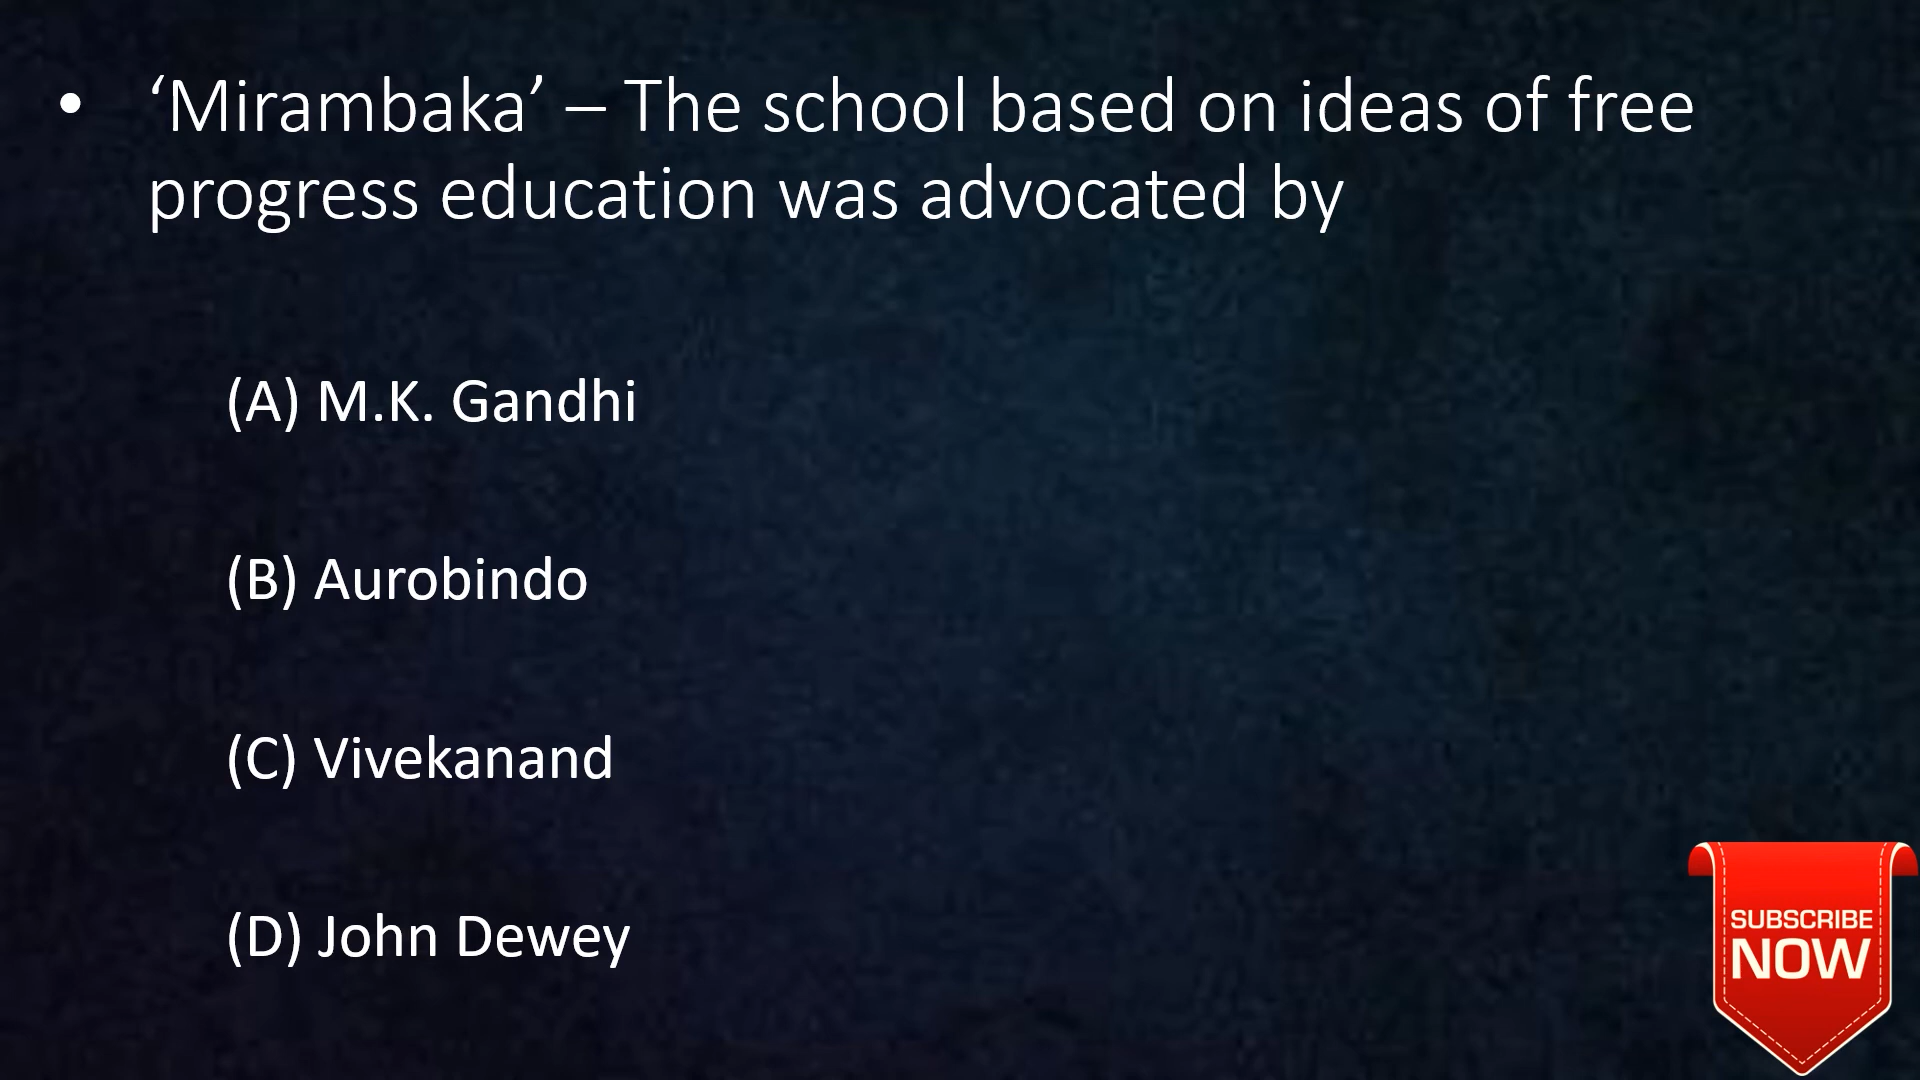 • ‘Mirambaka’ – The school based on ideas of free
progress education was advocated by
(A) M.K. Gandhi
(B) Aurobindo
(C) Vivekanand
(D) John Dewey
SUBSCRIBE
NOW